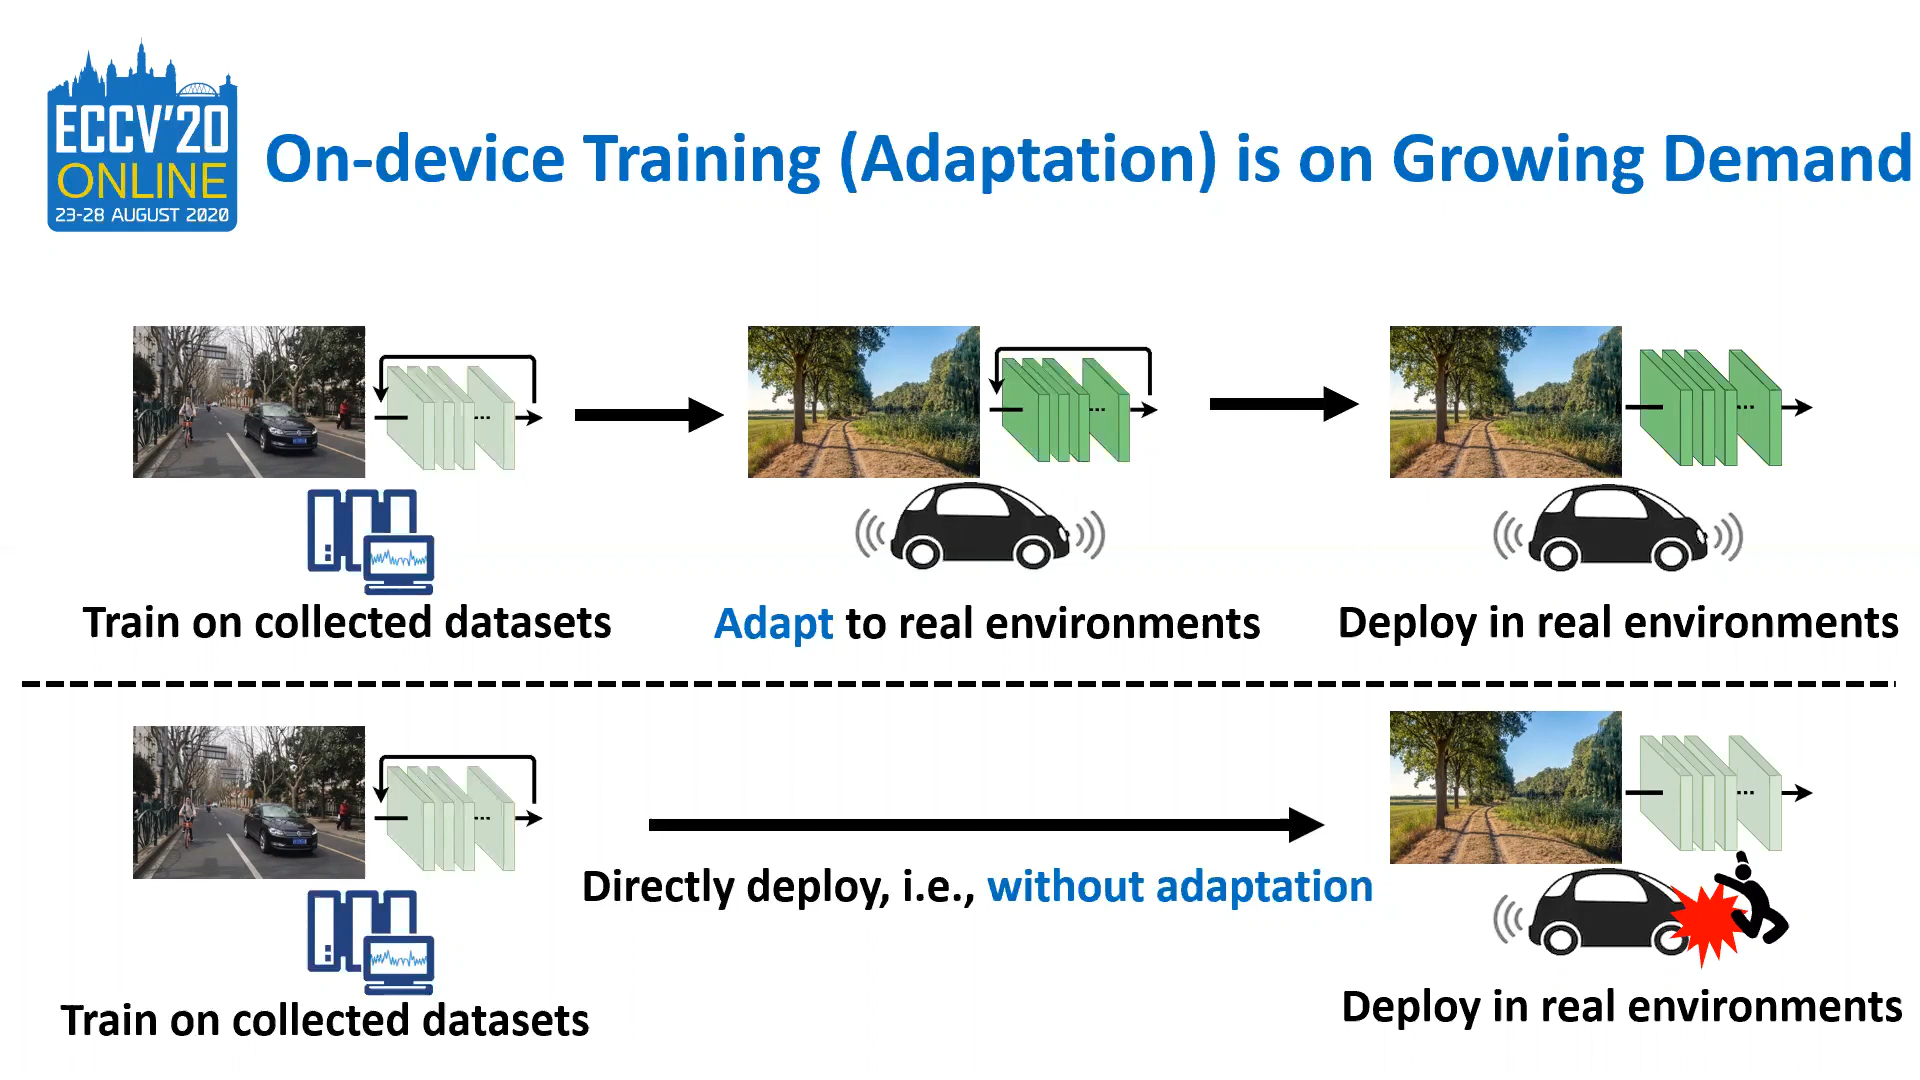 ECCV'20
ONLINE
23-28 AUGUST 2020
On-device Training (Adaptation) is on Growing Demand
...
...
...
Train on collected datasets
Adapt to real environments
Deploy in real environments
...
...
Directly deploy, i.e., without adaptation
Train on collected datasets
Deploy in real environments